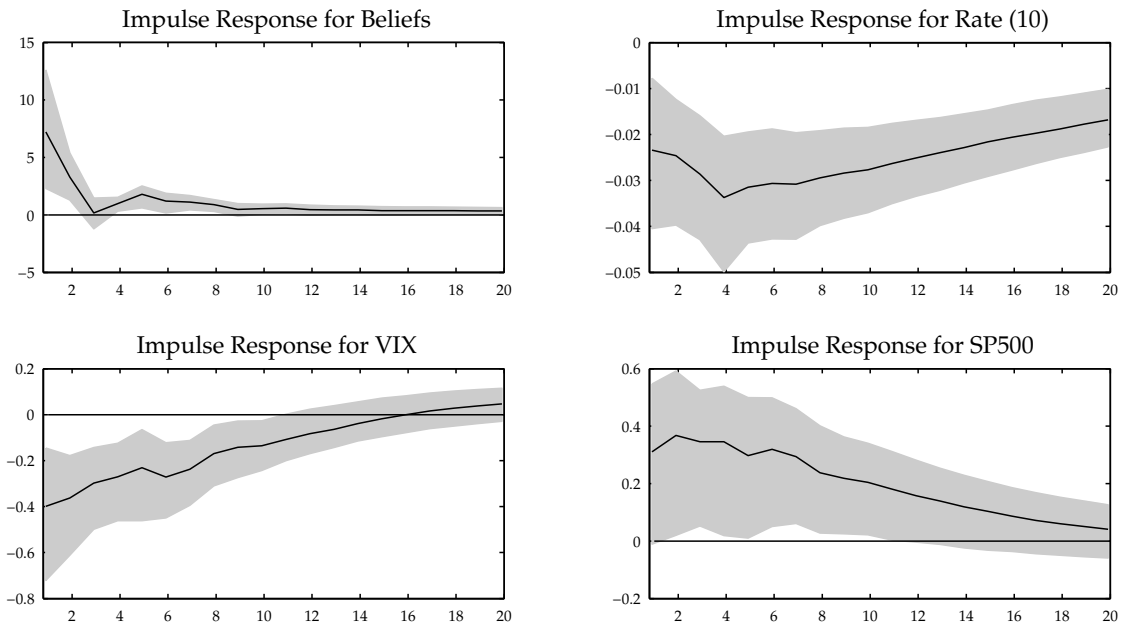 Impulse Response for Beliefs
15
10
5
0
−5
2 4 6 8 10 12 14 16 18 20
Impulse Response for Rate (10)
0
−0.01
−0.02
−0.03
−0.04
−0.05
2 4 6 8 10 12 14 16 18 20
Impulse Response for VIX
0.2
0
−0.2
−0.4
−0.6
−0.8
2 4 6 8 10 12 14 16 18 20
Impulse Response for SP500
0.6
0.4
0.2
0
−0.2
2 4 6 8 10 12 14 16 18 20